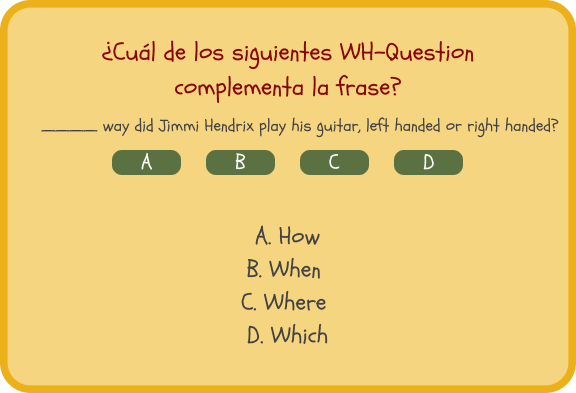 ¿Cuál de los siguientes WH-Question
complementa la frase?
______ way did Jimmi Hendrix play his guitar, left handed or right handed?
A B C D
A. How
B. When
C. Where
D. Which